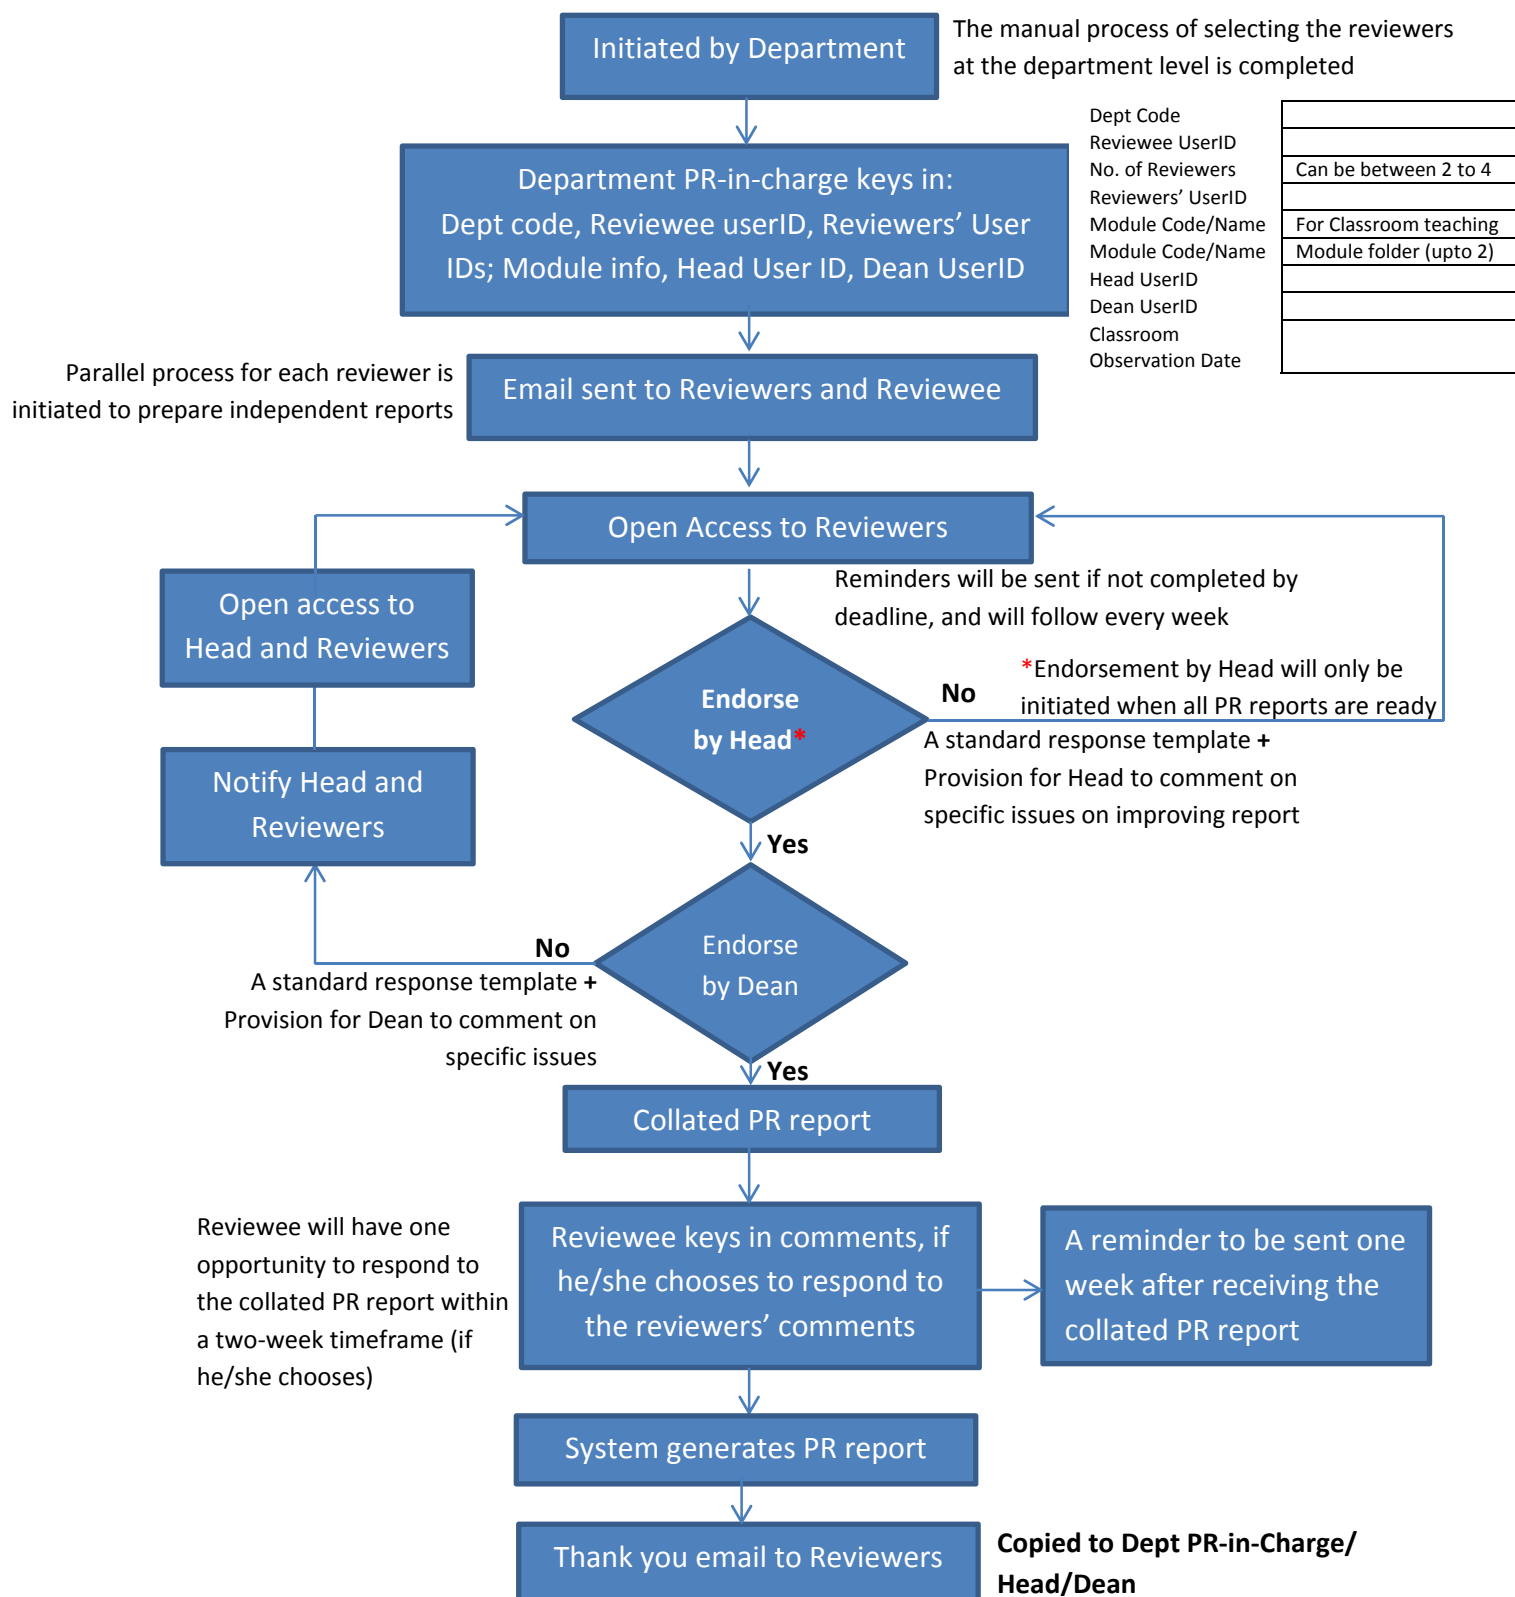 Initiated by Department
The manual process of selecting the reviewers
at the department level is completed
Dept Code
Reviewee UserID
No. of Reviewers Can be between 2 to 4
Reviewers’ UserID
Module Code/Name For Classroom teaching
Module Code/Name Module folder (upto 2)
Head UserID
Dean UserID
Classroom
Observation Date
Department PR-in-charge keys in:
Dept code, Reviewee userID, Reviewers’ User
IDs; Module info, Head User ID, Dean UserID
Parallel process for each reviewer is
initiated to prepare independent reports
Email sent to Reviewers and Reviewee
Open Access to Reviewers
Reminders will be sent if not completed by
deadline, and will follow every week
Open access to
Head and Reviewers
*Endorsement by Head will only be
initiated when all PR reports are ready
Endorse
by Head*
No
A standard response template +
Provision for Head to comment on
specific issues on improving report
Notify Head and
Reviewers
Yes
Endorse
by Dean
No
A standard response template +
Provision for Dean to comment on
specific issues
Yes
Collated PR report
Reviewee will have one
opportunity to respond to
the collated PR report within
a two-week timeframe (if
he/she chooses)
Reviewee keys in comments, if
he/she chooses to respond to
the reviewers’ comments
A reminder to be sent one
week after receiving the
collated PR report
System generates PR report
Thank you email to Reviewers
Copied to Dept PR-in-Charge/
Head/Dean